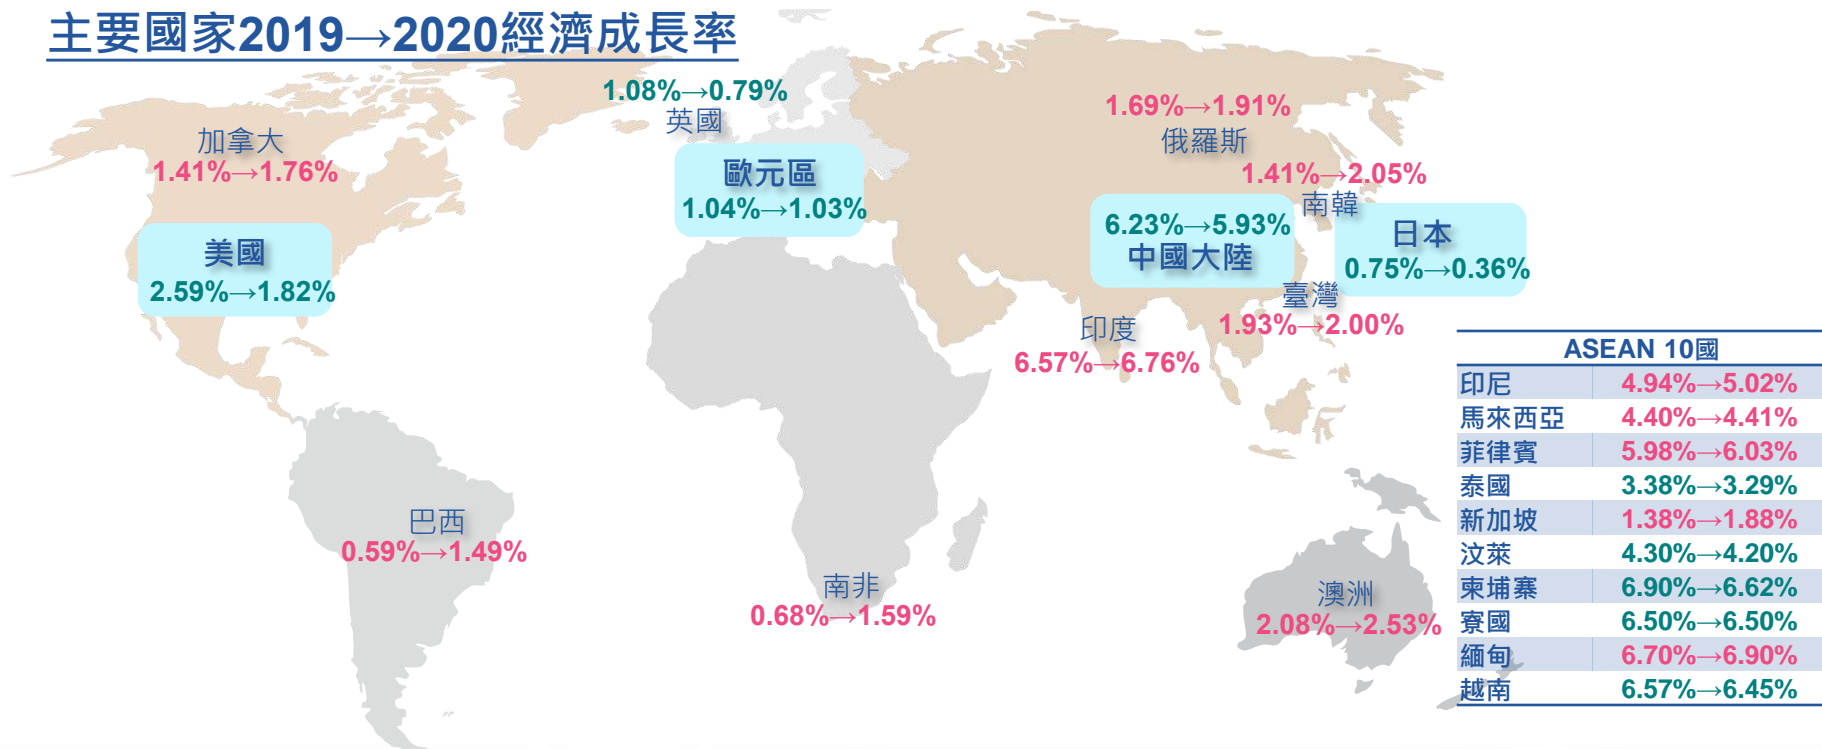 主要國家2019→2020經濟成長率
1.08%→0.79%
英國
加拿大
1.41%→1.76%
1.69%→1.91%
俄羅斯
歐元區
1.04%→1.03%
1.41%→2.05%
南韓
美國
2.59%→1.82%
6.23%→5.93%
中國大陸
日本
0.75%→0.36%
臺灣
1.93%→2.00%
印度
6.57%→6.76%
巴西
0.59%→1.49%
南非
0.68%→1.59%
澳洲
2.08%→2.53%
ASEAN 10國
印尼 4.94%→5.02%
馬來西亞 4.40%→4.41%
菲律賓 5.98%→6.03%
泰國 3.38%→3.29%
新加坡 1.38%→1.88%
汶萊 4.30%→4.20%
柬埔寨 6.90%→6.62%
寮國 6.50%→6.50%
緬甸 6.70%→6.90%
越南 6.57%→6.45%